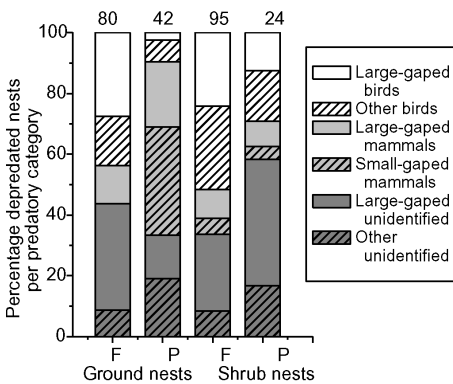 80 42 95 24
100
80
60
40
20
0
Percentage depredated nests
per predatory category
F P F P
Ground nests Shrub nests
Large-gaped
birds
Other birds
Large-gaped
mammals
Small-gaped
mammals
Large-gaped
unidentified
Other
unidentified